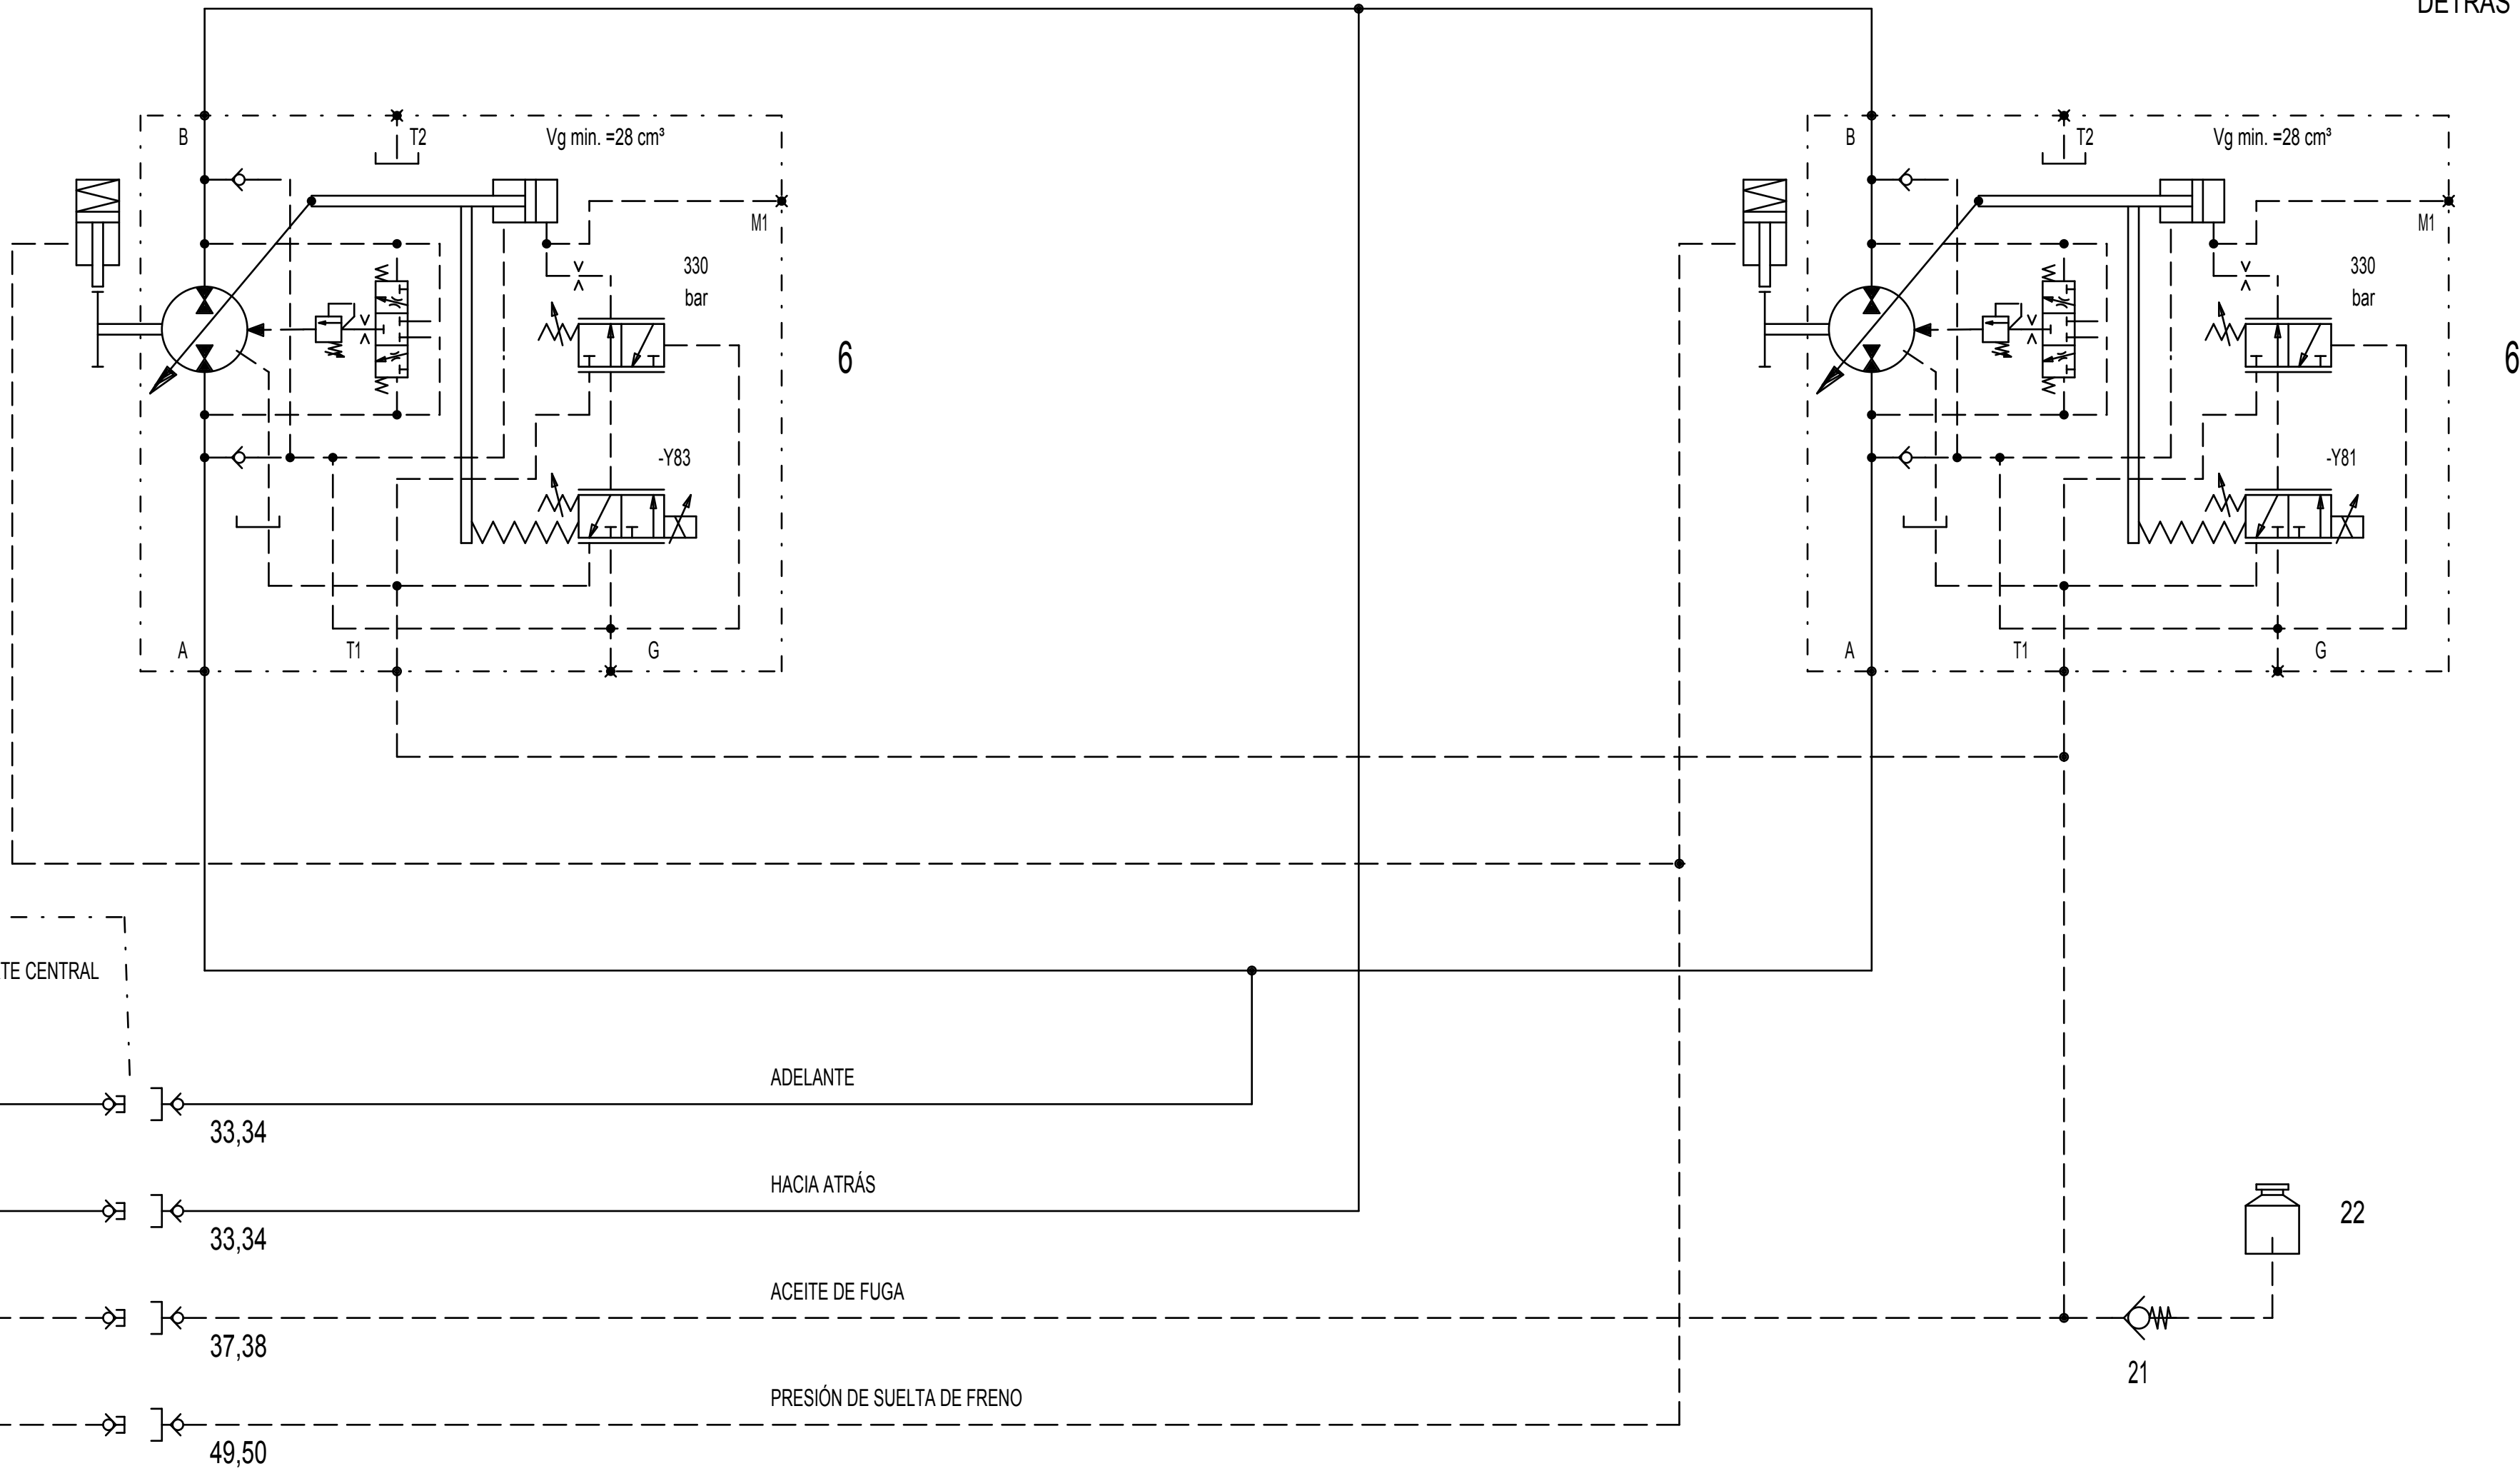 DETRAS
B
T2
Vg min. =28 cm³
B
T2
Vg min. =28 cm³
M1
M1
330
bar
330
bar
6
6
-Y83
-Y81
A
T1
G
A
T1
G
TE CENTRAL
ADELANTE
33,34
HACIA ATRÁS
33,34
22
ACEITE DE FUGA
37,38
21
PRESIÓN DE SUELTA DE FRENO
49,50